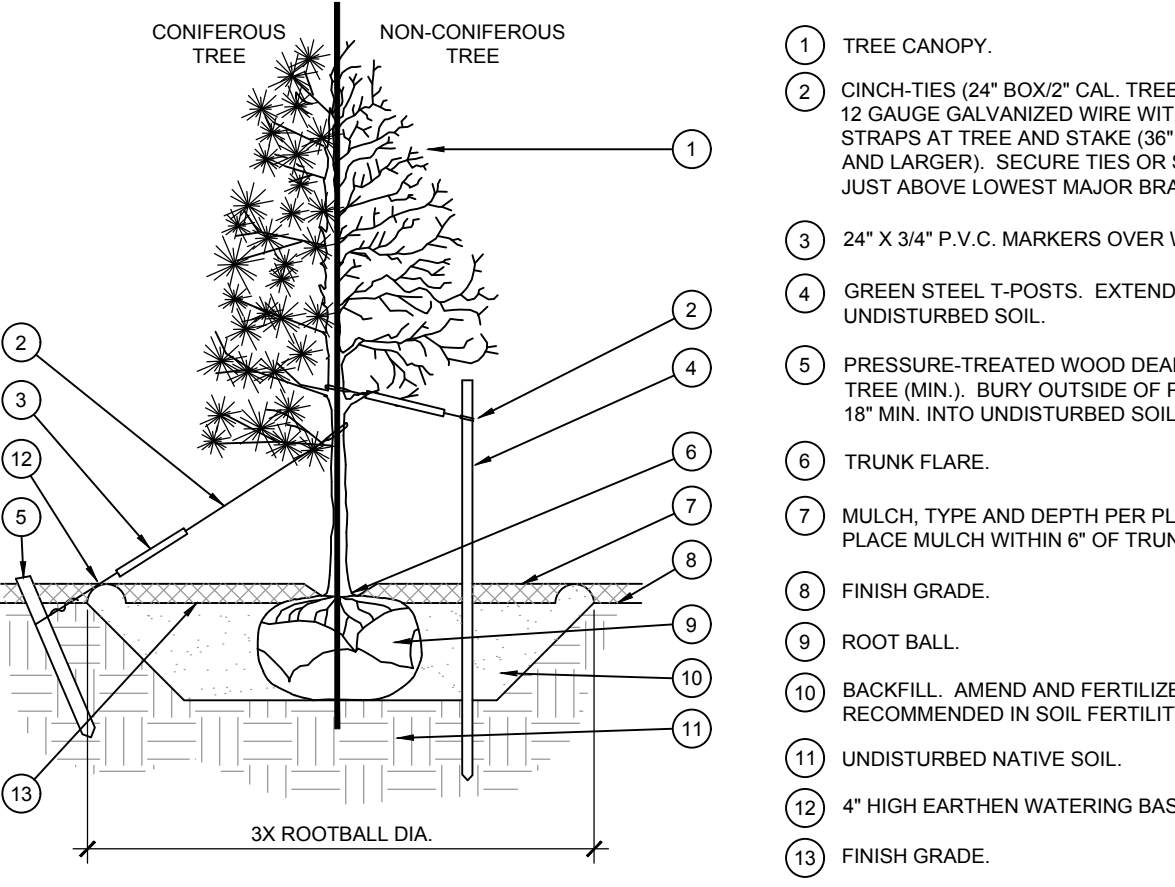 CONIFEROUS
TREE
NON-CONIFEROUS
TREE
1
2
4
6
7
8
9
10
11
2
3
12
5
13
3X ROOTBALL DIA.
1 TREE CANOPY.
2 CINCH-TIES (24" BOX/2" CAL. TREE
12 GAUGE GALVANIZED WIRE WIT
STRAPS AT TREE AND STAKE (36"
AND LARGER). SECURE TIES OR S
JUST ABOVE LOWEST MAJOR BRA
3 24" X 3/4" P.V.C. MARKERS OVER W
4 GREEN STEEL T-POSTS. EXTEND
UNDISTURBED SOIL.
5 PRESSURE-TREATED WOOD DEA
TREE (MIN.). BURY OUTSIDE OF P
18" MIN. INTO UNDISTURBED SOIL
6 TRUNK FLARE.
7 MULCH, TYPE AND DEPTH PER PL
PLACE MULCH WITHIN 6" OF TRUN
8 FINISH GRADE.
9 ROOT BALL.
10 BACKFILL. AMEND AND FERTILIZE
RECOMMENDED IN SOIL FERTILIT
11 UNDISTURBED NATIVE SOIL.
12 4" HIGH EARTHEN WATERING BAS
13 FINISH GRADE.